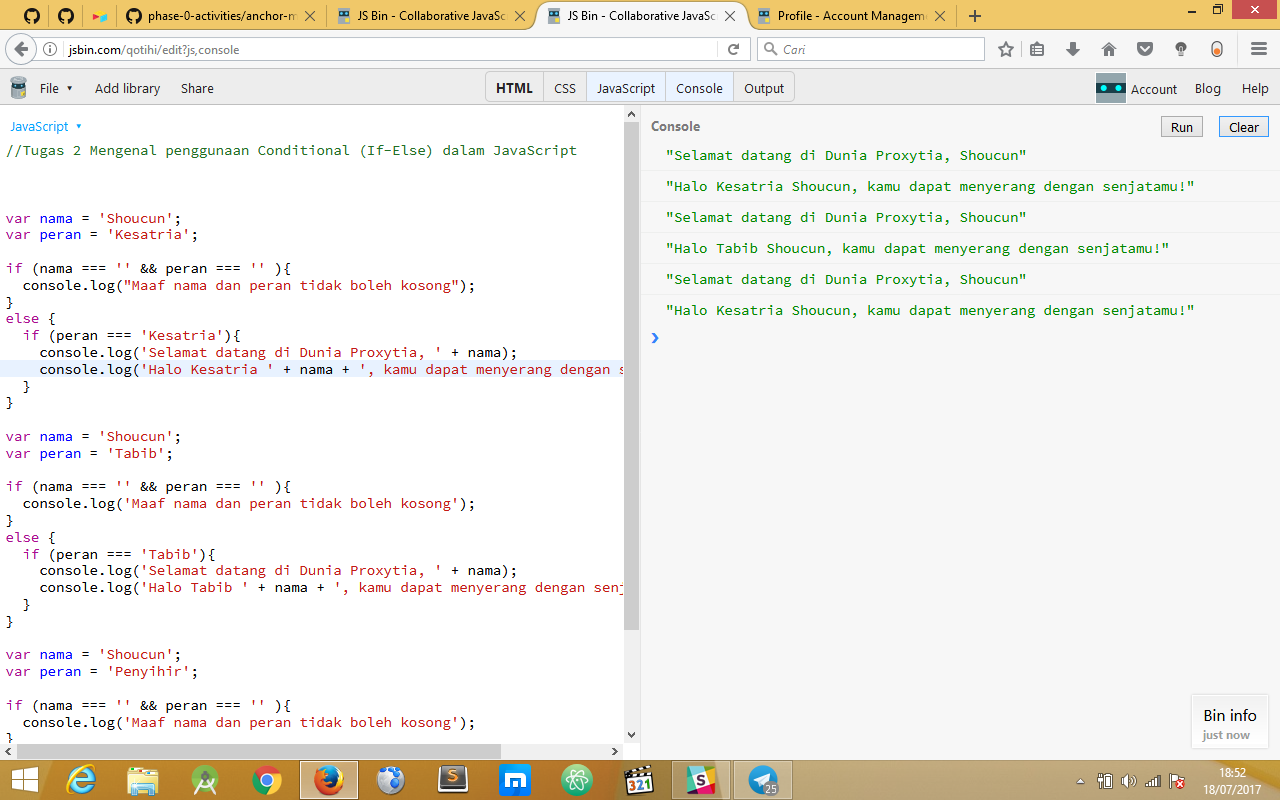 phase-0-activities/anchor-m
JS Bin - Collaborative JavaSc
JS Bin - Collaborative JavaSc
Profile - Account Managem
jsbin.com/qotihi/edit?js,console
Cari
File
Add library
Share
HTML
CSS
JavaScript
Console
Output
Account
Blog
Help
JavaScript
//Tugas 2 Mengenal penggunaan Conditional (If-Else) dalam JavaScript
var nama = 'Shoucun';
var peran = 'Kesatria';
if (nama === '' && peran === '' ){
console.log("Maaf nama dan peran tidak boleh kosong");
}
else {
if (peran === 'Kesatria'){
console.log('Selamat datang di Dunia Proxytia, ' + nama);
console.log('Halo Kesatria ' + nama + ', kamu dapat menyerang dengan s
}
}
var nama = 'Shoucun';
var peran = 'Tabib';
if (nama === '' && peran === '' ){
console.log('Maaf nama dan peran tidak boleh kosong');
}
else {
if (peran === 'Tabib'){
console.log('Selamat datang di Dunia Proxytia, ' + nama);
console.log('Halo Tabib ' + nama + ', kamu dapat menyerang dengan senj
}
}
var nama = 'Shoucun';
var peran = 'Penyihir';
if (nama === '' && peran === '' ){
console.log('Maaf nama dan peran tidak boleh kosong');
}
Console
Run
Clear
"Selamat datang di Dunia Proxytia, Shoucun"
"Halo Kesatria Shoucun, kamu dapat menyerang dengan senjatamu!"
"Selamat datang di Dunia Proxytia, Shoucun"
"Halo Tabib Shoucun, kamu dapat menyerang dengan senjatamu!"
"Selamat datang di Dunia Proxytia, Shoucun"
"Halo Kesatria Shoucun, kamu dapat menyerang dengan senjatamu!"
Bin info
just now
321
25
18:52
18/07/2017